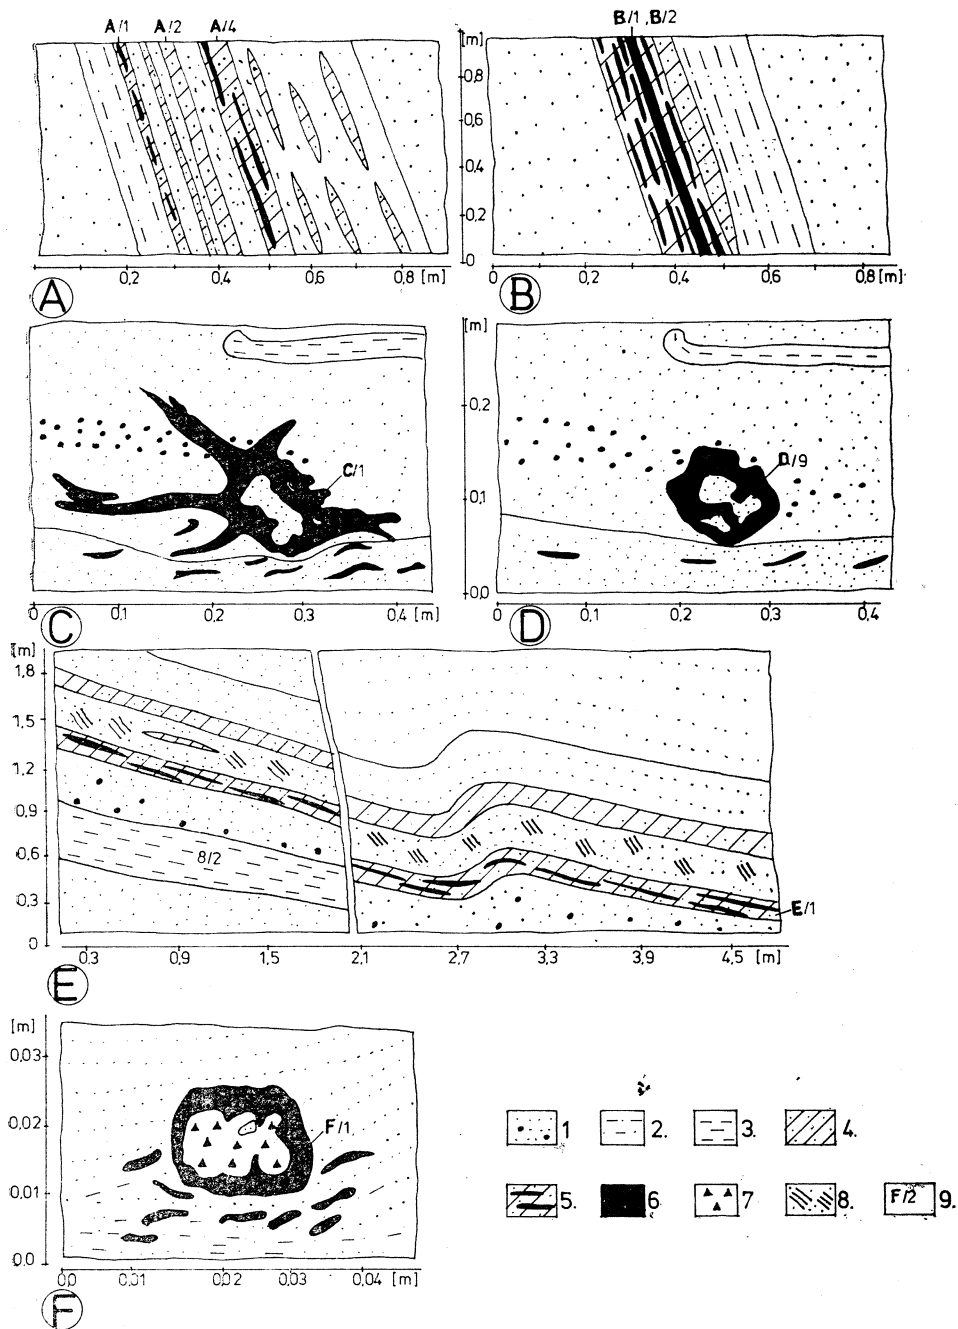 A/1 A/2 A/4
B/1, B/2
[m]
0,8
0,6
0,4
0,2
0
0,2 0,4 0,6 0,8 [m]
A
0 0,2 0,4 0,6 0,8 [m]
B
C/1
0 0,1 0,2 0,3 0,4 [m]
C
[m]
0,2
0,1
0,0
D/9
0 0,1 0,2 0,3 0,4
D
[m]
1,8
1,5
1,2
0,9
0,6
0,3
0
8/2
E/1
0,3 0,9 1,5 2,1 2,7 3,3 3,9 4,5 [m]
E
[m]
0,03
0,02
0,01
0,0
F/1
0,0 0,01 0,02 0,03 0,04 [m]
F
1 2. 3. 4.
5. 6 7 8. F/2 9.